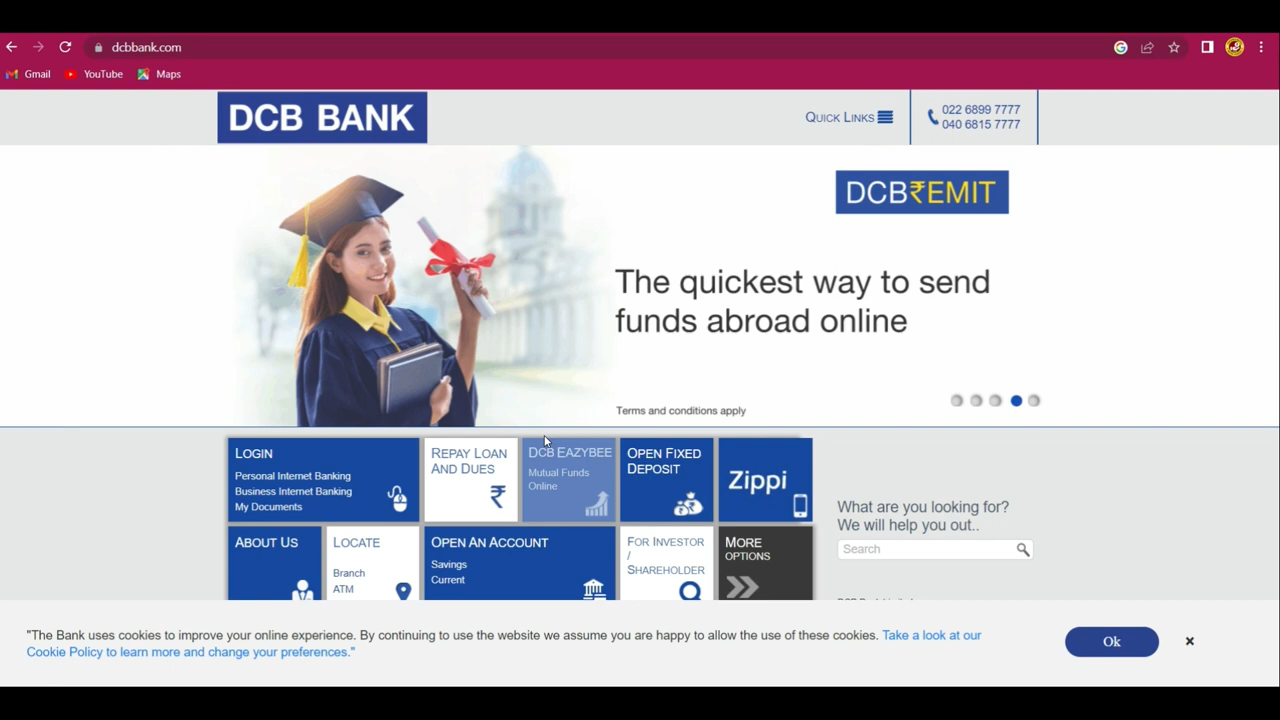 dcbbank.com
Gmail YouTube Maps
DCB BANK
QUICK LINKS
022 6899 7777
040 6815 7777
DCB₹EMIT
The quickest way to send
funds abroad online
Terms and conditions apply
LOGIN
Personal Internet Banking
Business Internet Banking
My Documents
REPAY LOAN
AND DUES
₹
DCB EAZYBEE
Mutual Funds
Online
OPEN FIXED
DEPOSIT
Zippi
What are you looking for?
We will help you out..
Search
ABOUT US
LOCATE
Branch
ATM
OPEN AN ACCOUNT
Savings
Current
FOR INVESTOR
/
SHAREHOLDER
MORE
OPTIONS
"The Bank uses cookies to improve your online experience. By continuing to use the website we assume you are happy to allow the use of these cookies. Take a look at our
Cookie Policy to learn more and change your preferences."
Ok